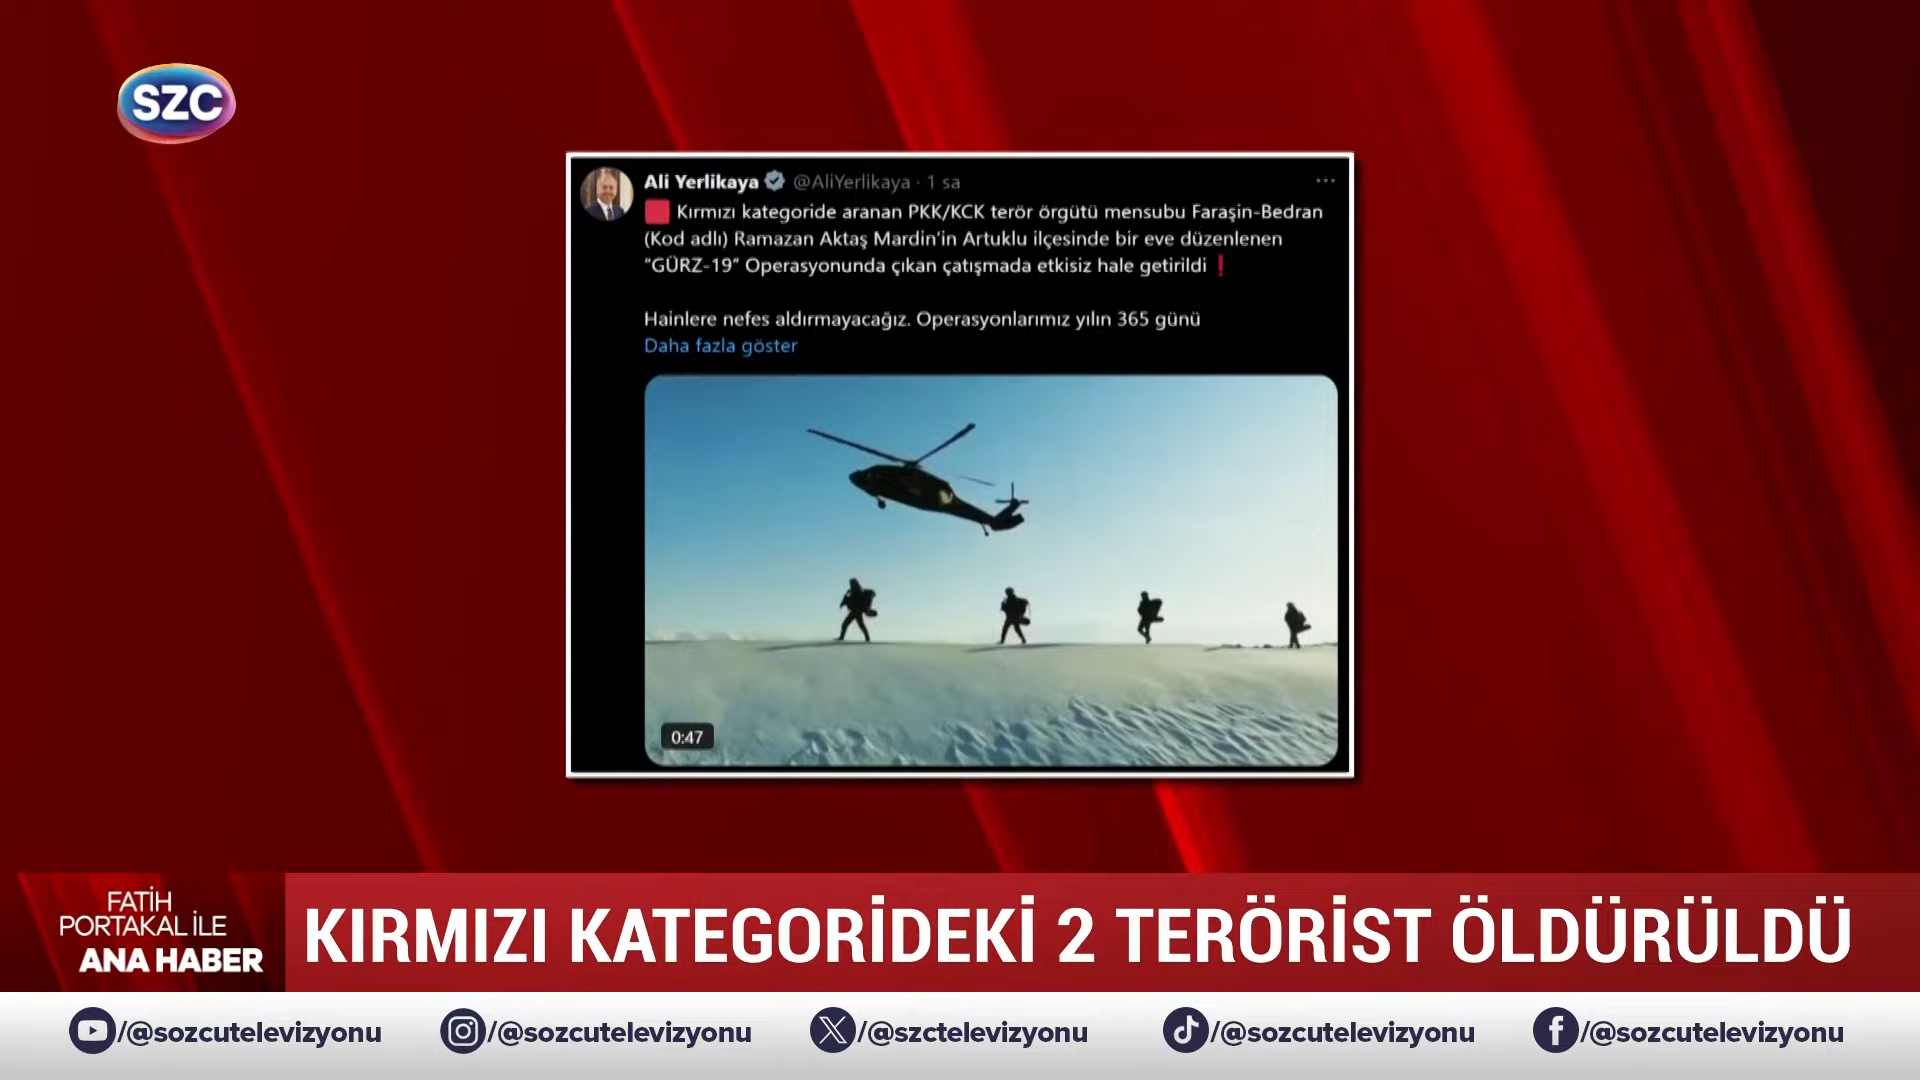 SZC
Ali Yerlikaya @AliYerlikaya · 1 sa
Kırmızı kategoride aranan PKK/KCK terör örgütü mensubu Faraşin-Bedran
(Kod adlı) Ramazan Aktaş Mardin'in Artuklu ilçesinde bir eve düzenlenen
“GÜRZ-19” Operasyonunda çıkan çatışmada etkisiz hale getirildi❗
Hainlere nefes aldırmayacağız. Operasyonlarımız yılın 365 günü
Daha fazla göster
0:47
FATİH
PORTAKAL İLE
ANA HABER
KIRMIZI KATEGORİDEKİ 2 TERÖRİST ÖLDÜRÜLDÜ
/@sozcutelevizyonu /@sozcutelevizyonu /@szctelevizyonu /@sozcutelevizyonu /@sozcutelevizyonu